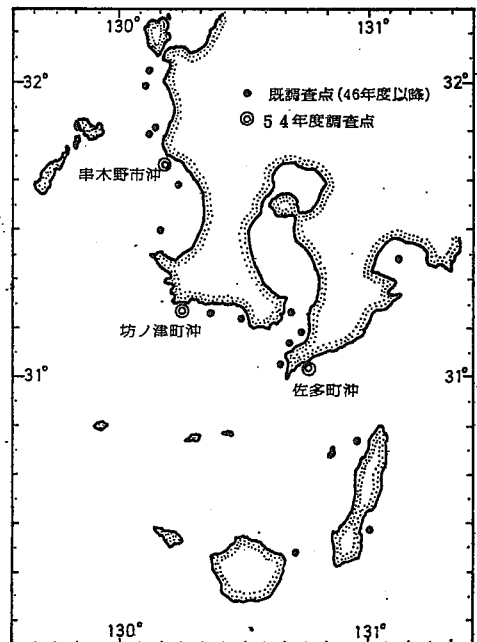 130°
131°
32°
32°
既調査点(46年度以降)
54年度調査点
串木野市沖
坊ノ津町沖
31°
31°
佐多町沖
130°
131°